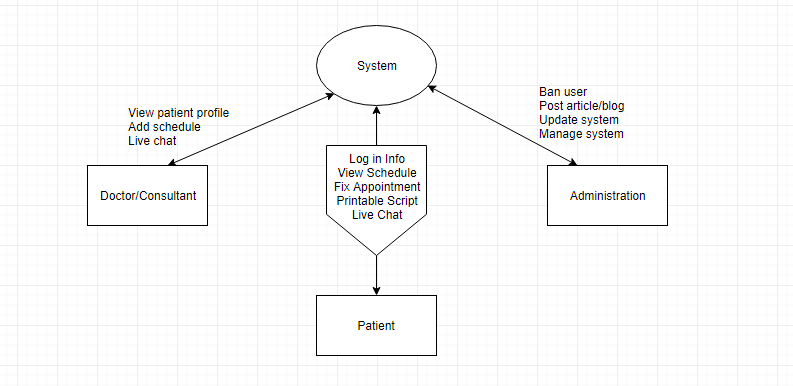 System
View patient profile
Add schedule
Live chat
Ban user
Post article/blog
Update system
Manage system
Log in Info
View Schedule
Fix Appointment
Printable Script
Live Chat
Doctor/Consultant
Administration
Patient